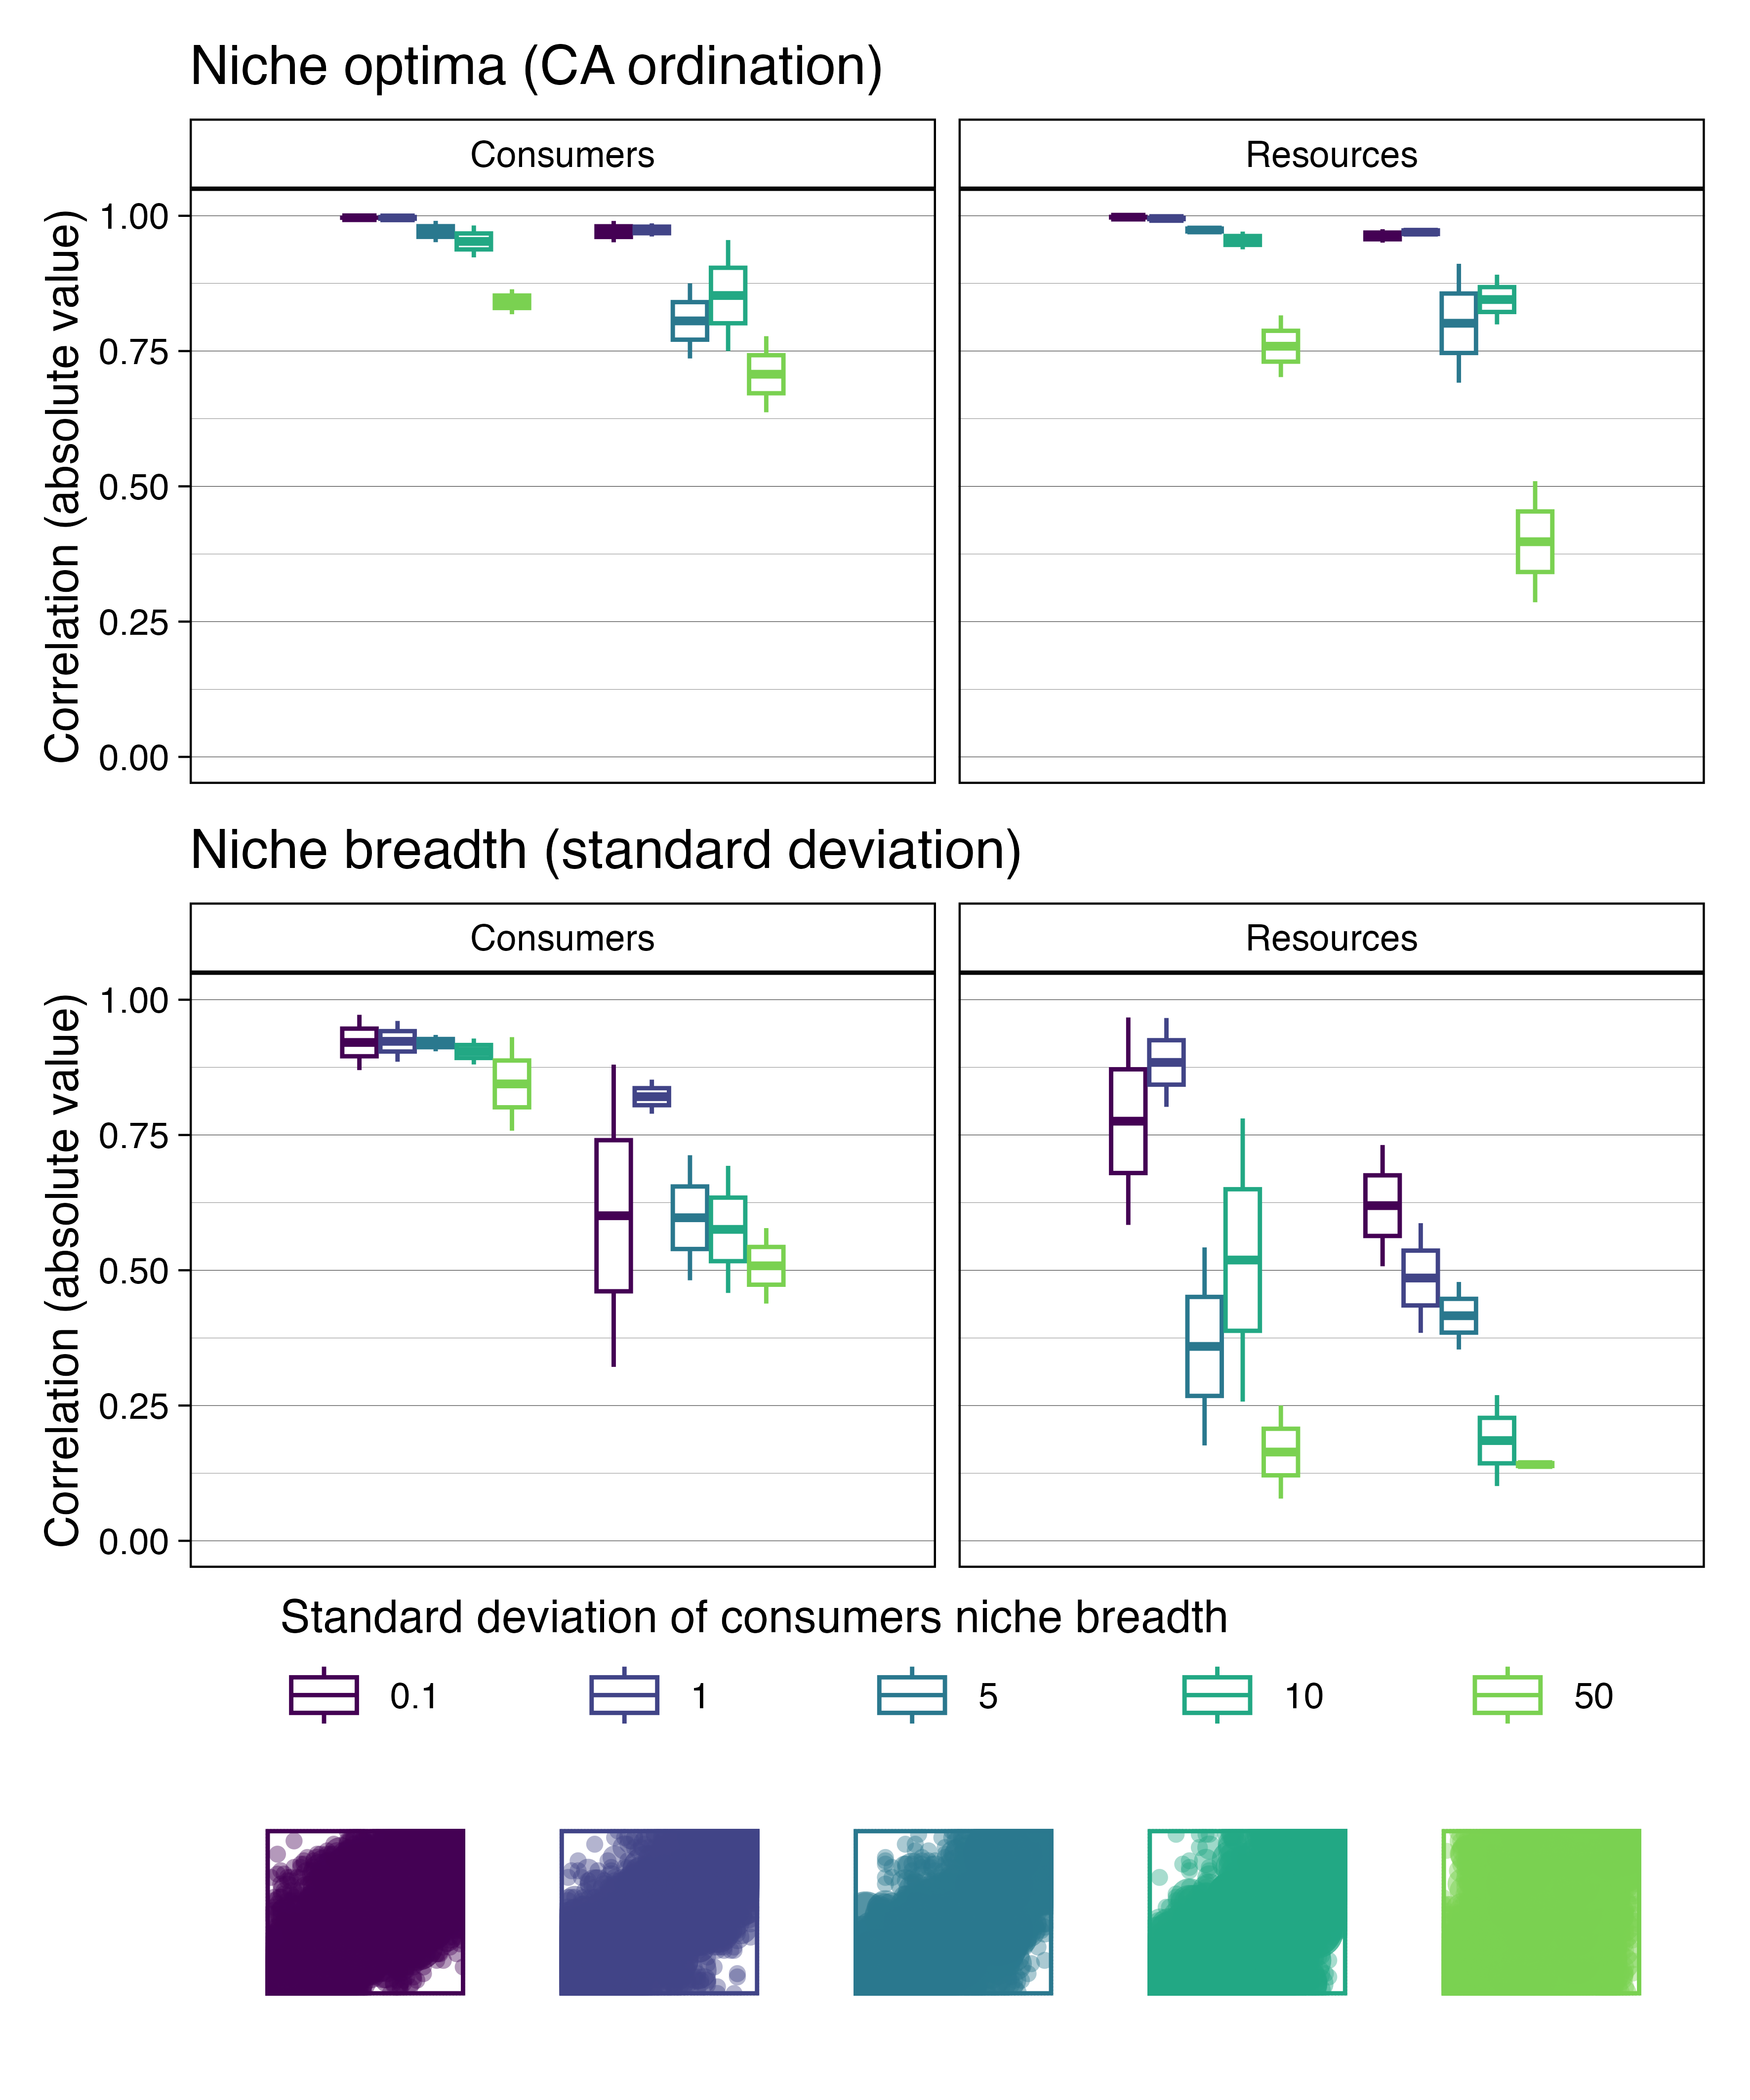 Niche optima (CA ordination)
Consumers
Resources
Correlation (absolute value)
1.00
0.75
0.50
0.25
0.00
Niche breadth (standard deviation)
Consumers
Resources
Correlation (absolute value)
1.00
0.75
0.50
0.25
0.00
Standard deviation of consumers niche breadth
0.1 1 5 10 50